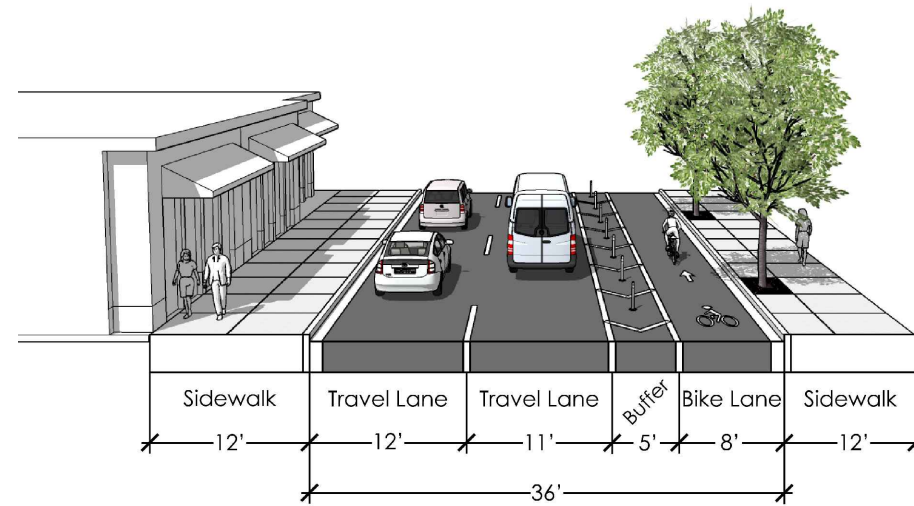 Sidewalk
Travel Lane
Travel Lane
Buffer
Bike Lane
Sidewalk
12'
12'
11'
5'
8'
12'
36'